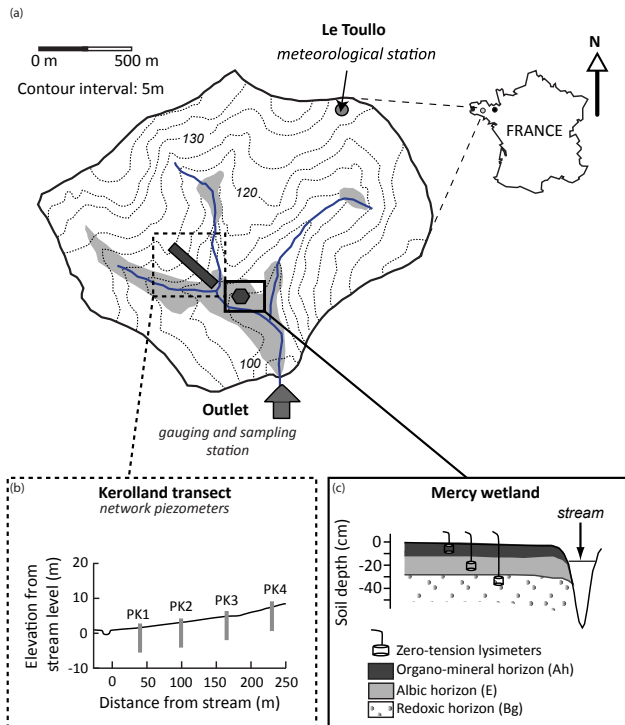 (a)
Le Toullo
meteorological station
0 m
500 m
Contour interval: 5m
N
FRANCE
130
120
100
Outlet
gauging and sampling
station
(b)
Kerolland transect
network piezometers
Elevation from
stream level (m)
20
10
0
-10
PK1
PK2
PK3
PK4
0
50
100
150
200
250
Distance from stream (m)
(c)
Mercy wetland
stream
Soil depth (cm)
0
-20
-40
Zero-tension lysimeters
Organo-mineral horizon (Ah)
Albic horizon (E)
Redoxic horizon (Bg)